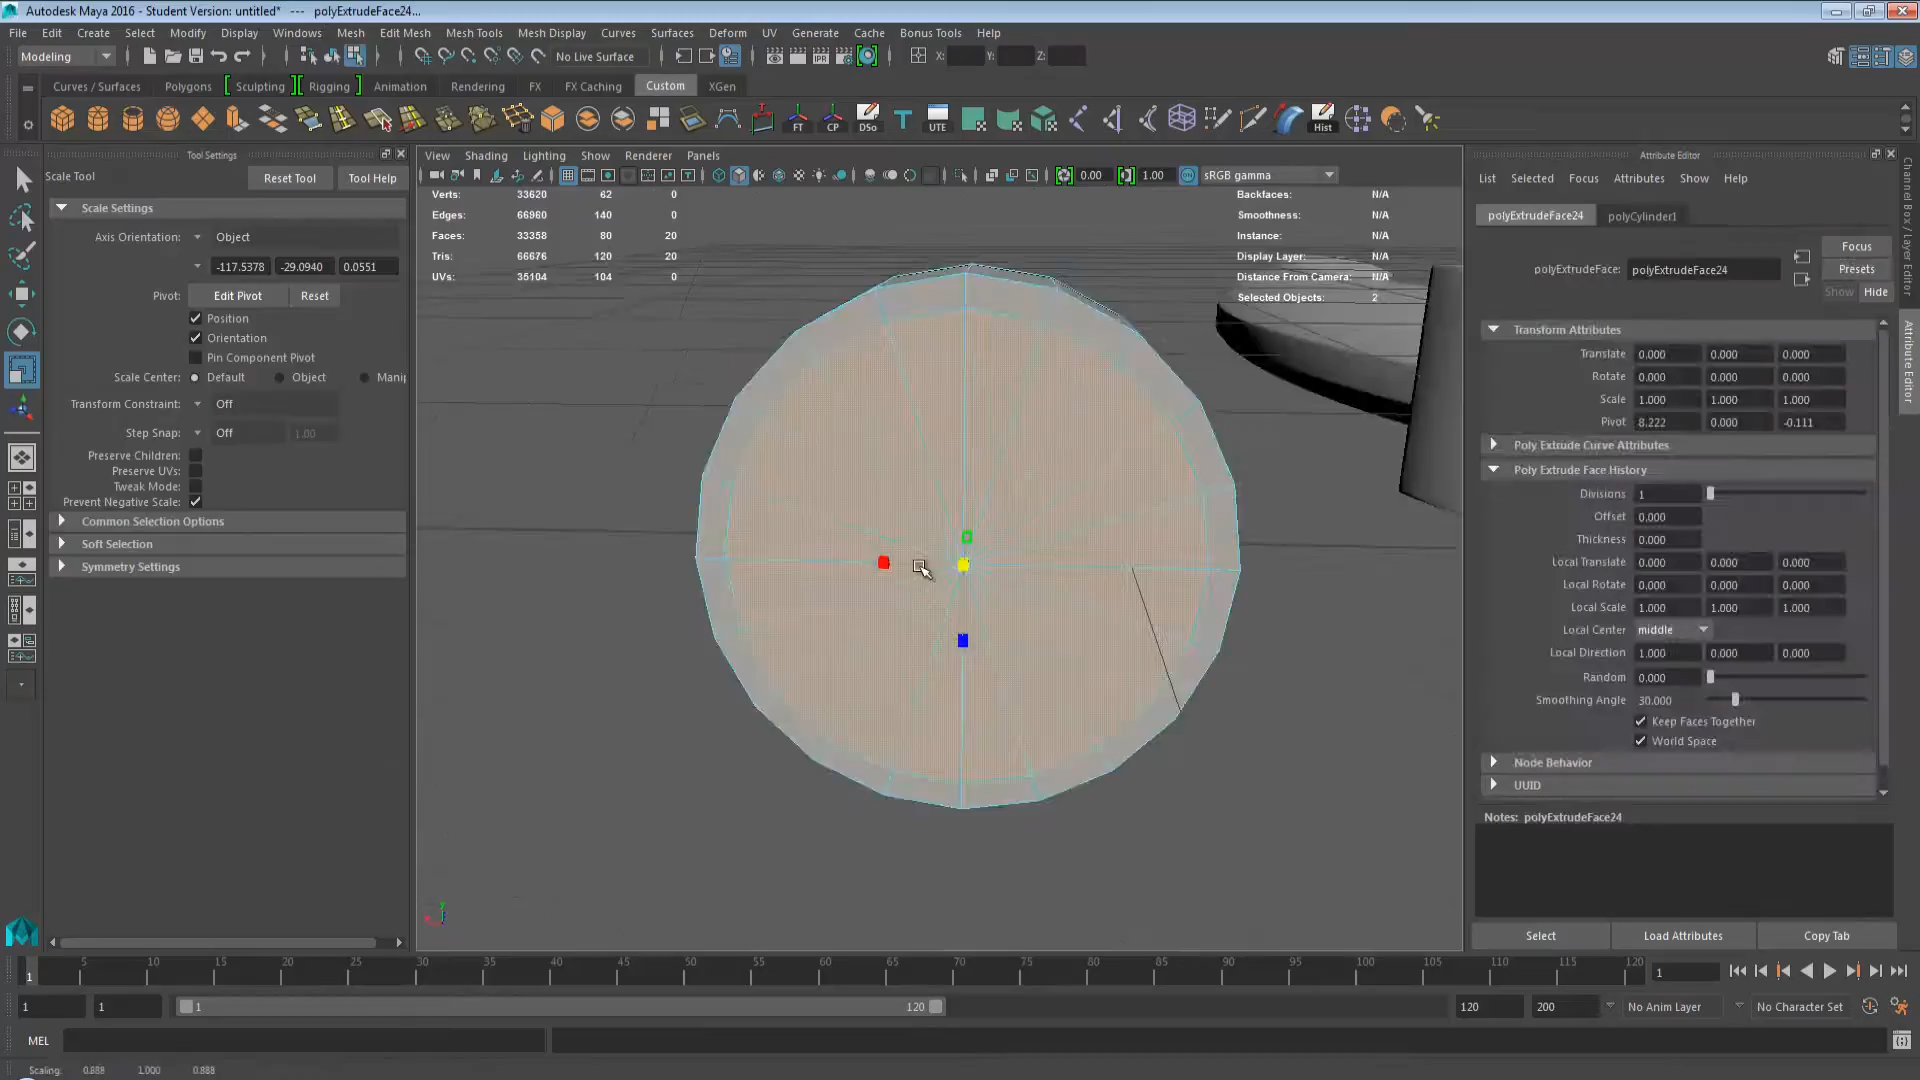 Autodesk Maya 2016 - Student Version: untitled*   ---   polyExtrudeFace24...
File Edit Create Select Modify Display Windows Mesh Edit Mesh Mesh Tools Mesh Display Curves Surfaces Deform UV Generate Cache Bonus Tools Help
Modeling No Live Surface X: Y: Z:
Curves / Surfaces Polygons Sculpting Rigging Animation Rendering FX FX Caching Custom XGen
FT CP DSo UTE Hist
Tool Settings
Scale Tool Reset Tool Tool Help
Scale Settings
Axis Orientation: Object
-117.5378 -29.0940 0.0551
Pivot: Edit Pivot Reset
Position
Orientation
Pin Component Pivot
Scale Center: Default Object Manip
Transform Constraint: Off
Step Snap: Off 1.00
Preserve Children:
Preserve UVs:
Tweak Mode:
Prevent Negative Scale:
Common Selection Options
Soft Selection
Symmetry Settings
View Shading Lighting Show Renderer Panels
0.00 1.00 sRGB gamma
Verts: 33620 62 0
Edges: 66960 140 0
Faces: 33358 80 20
Tris: 66676 120 20
UVs: 35104 104 0
Backfaces: N/A
Smoothness: N/A
Instance: N/A
Display Layer: N/A
Distance From Camera: N/A
Selected Objects: 2
Attribute Editor
List Selected Focus Attributes Show Help
polyExtrudeFace24 polyCylinder1
Focus
polyExtrudeFace: polyExtrudeFace24 Presets
Show Hide
Transform Attributes
Translate 0.000 0.000 0.000
Rotate 0.000 0.000 0.000
Scale 1.000 1.000 1.000
Pivot 8.222 0.000 -0.111
Poly Extrude Curve Attributes
Poly Extrude Face History
Divisions 1
Offset 0.000
Thickness 0.000
Local Translate 0.000 0.000 0.000
Local Rotate 0.000 0.000 0.000
Local Scale 1.000 1.000 1.000
Local Center middle
Local Direction 1.000 0.000 0.000
Random 0.000
Smoothing Angle 30.000
Keep Faces Together
World Space
Node Behavior
UUID
Notes: polyExtrudeFace24
Select Load Attributes Copy Tab
Channel Box / Layer Editor
Attribute Editor
1 5 10 15 20 25 30 35 40 45 50 55 60 65 70 75 80 85 90 95 100 105 110 115 120 1
1 1 1 120 120 200 No Anim Layer No Character Set
MEL
Scaling: 0.888 1.000 0.888